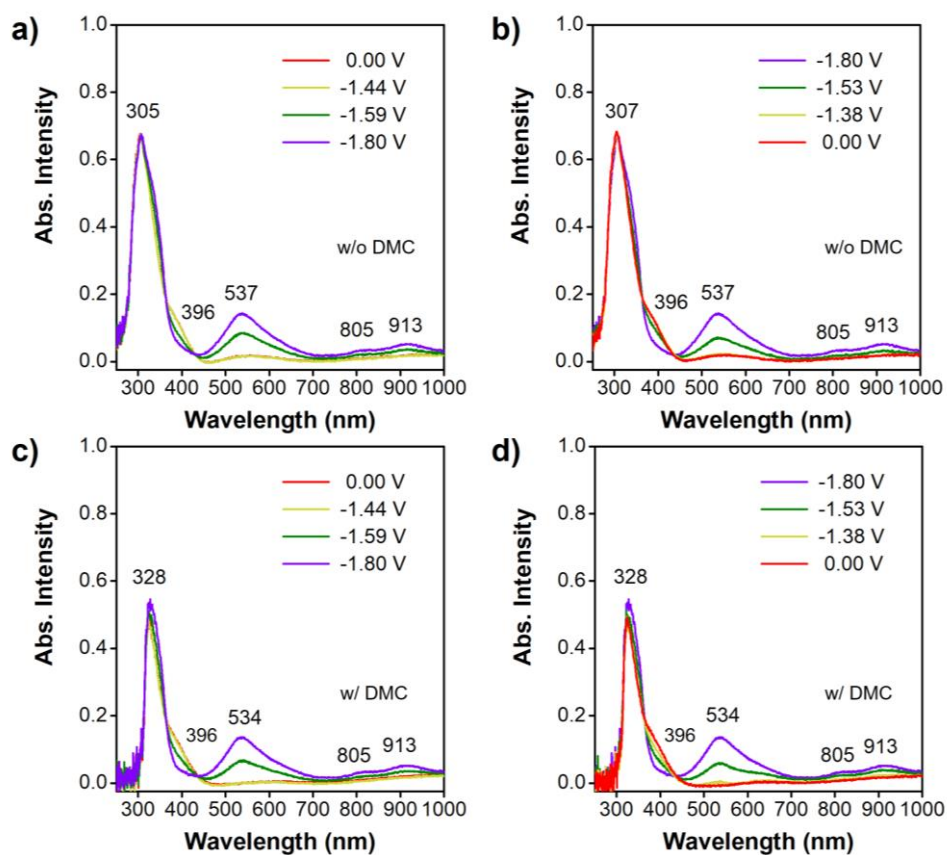 a)
1.0
0.8
0.6
0.4
0.2
0.0
Abs. Intensity
0.00 V
-1.44 V
-1.59 V
-1.80 V
305
w/o DMC
396
537
805
913
300 400 500 600 700 800 900 1000
Wavelength (nm)
b)
1.0
0.8
0.6
0.4
0.2
0.0
Abs. Intensity
-1.80 V
-1.53 V
-1.38 V
0.00 V
307
w/o DMC
396
537
805
913
300 400 500 600 700 800 900 1000
Wavelength (nm)
c)
1.0
0.8
0.6
0.4
0.2
0.0
Abs. Intensity
0.00 V
-1.44 V
-1.59 V
-1.80 V
328
w/ DMC
396
534
805
913
300 400 500 600 700 800 900 1000
Wavelength (nm)
d)
1.0
0.8
0.6
0.4
0.2
0.0
Abs. Intensity
-1.80 V
-1.53 V
-1.38 V
0.00 V
328
w/ DMC
396
534
805
913
300 400 500 600 700 800 900 1000
Wavelength (nm)